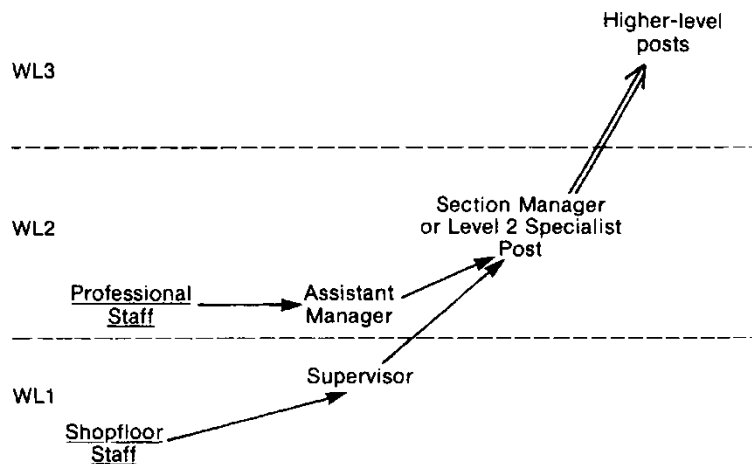 Higher-level
posts
WL3
Section Manager
or Level 2 Specialist
Post
WL2
Professional
Staff
Assistant
Manager
Supervisor
WL1
Shopfloor
Staff